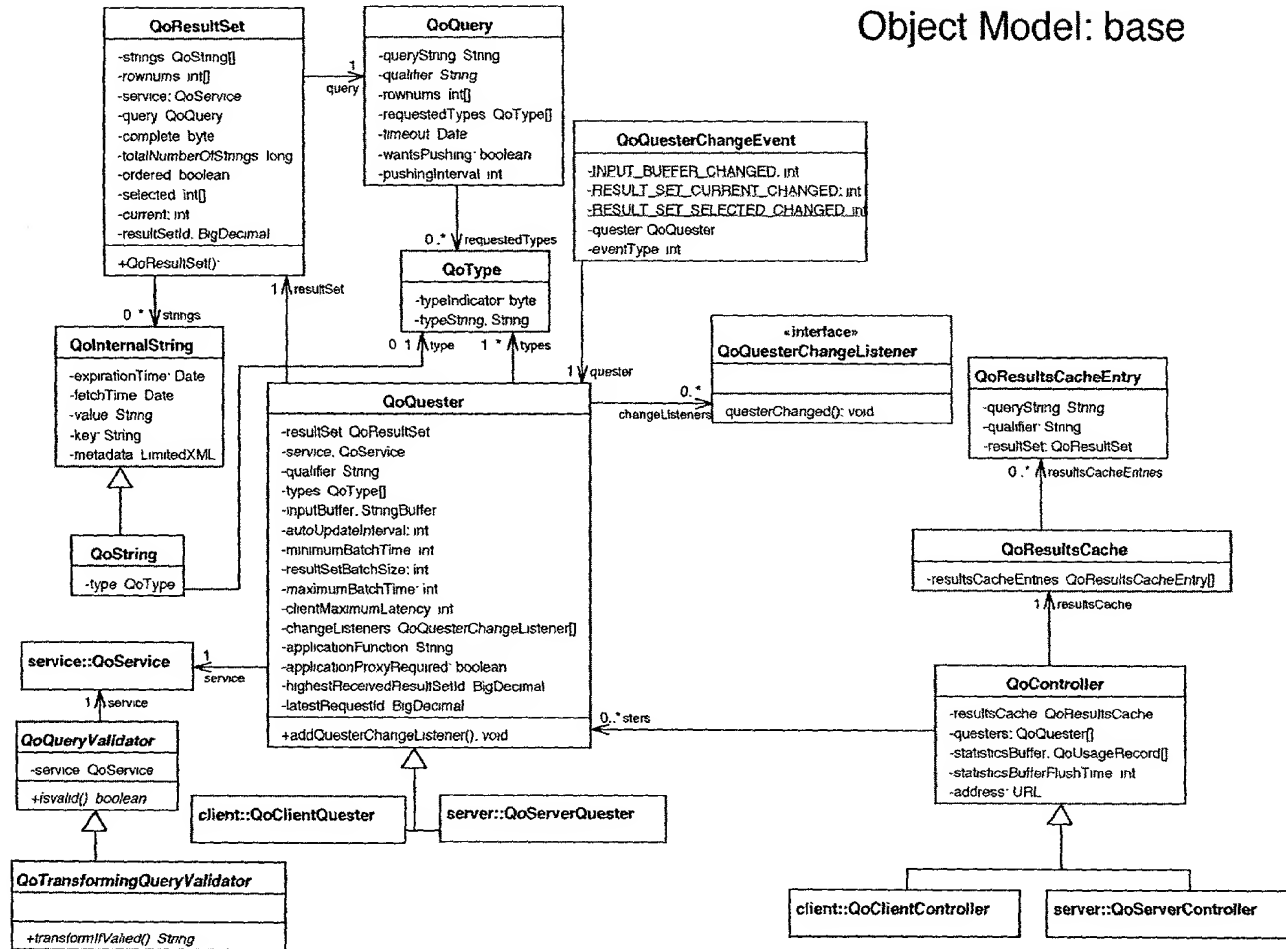 Object Model: base
QoResultSet
-strings QoString[]
-rownums int[]
-service: QoService
-query QoQuery
-complete byte
-totalNumberOfStrings long
-ordered boolean
-selected int[]
-current: int
-resultSetId. BigDecimal
+QoResultSet()
1
query
QoQuery
-queryString String
-qualifier String
-rownums int[]
-requestedTypes QoType[]
-timeout Date
-wantsPushing boolean
-pushingInterval int
QoQuesterChangeEvent
-INPUT_BUFFER_CHANGED. int
-RESULT_SET_CURRENT_CHANGED: int
-RESULT_SET_SELECTED_CHANGED int
-quester QoQuester
-eventType int
0..* requestedTypes
QoType
-typeIndicator byte
-typeString. String
1 resultSet
0 * strings
0 1 type
1 * types
QoInternalString
-expirationTime Date
-fetchTime Date
-value String
-key String
-metadata LimitedXML
«interface»
QoQuesterChangeListener
questerChanged(): void
1 quester
0..*
changeListeners
QoResultsCacheEntry
-queryString String
-qualifier String
-resultSet: QoResultSet
0..* resultsCacheEntries
QoQuester
-resultSet QoResultSet
-service. QoService
-qualifier String
-types QoType[]
-inputBuffer. StringBuffer
-autoUpdateInterval: int
-minimumBatchTime int
-resultSetBatchSize: int
-maximumBatchTime int
-clientMaximumLatency int
-changeListeners QoQuesterChangeListener[]
-applicationFunction String
-applicationProxyRequired boolean
-highestReceivedResultSetId BigDecimal
-latestRequestId BigDecimal
+addQuesterChangeListener(). void
QoString
-type QoType
QoResultsCache
-resultsCacheEntries QoResultsCacheEntry[]
1 resultsCache
service::QoService
1
service
1 service
QoController
-resultsCache QoResultsCache
-questers: QoQuester[]
-statisticsBuffer. QoUsageRecord[]
-statisticsBufferFlushTime int
-address URL
0..* sters
QoQueryValidator
-service QoService
+isvalid() boolean
client::QoClientQuester
server::QoServerQuester
QoTransformingQueryValidator
+transformIfValied() String
client::QoClientController
server::QoServerController